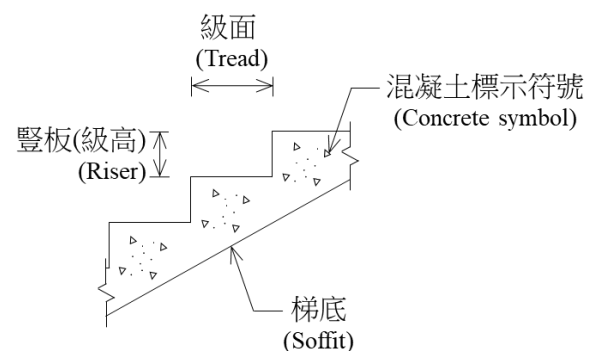 級面
(Tread)
混凝土標示符號
(Concrete symbol)
豎板(級高)
(Riser)
梯底
(Soffit)